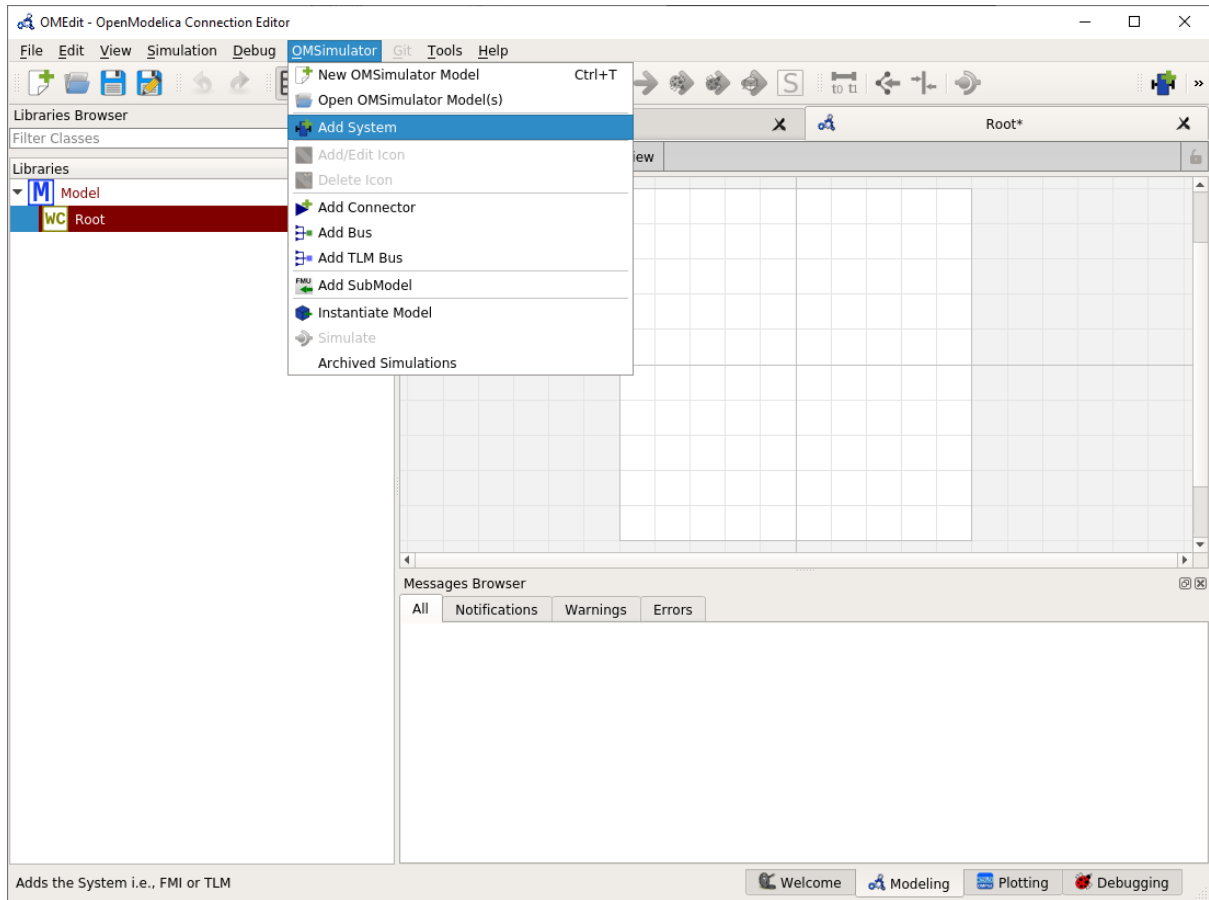 OMEdit - OpenModelica Connection Editor
File Edit View Simulation Debug OMSimulator Git Tools Help
New OMSimulator Model Ctrl+T
S
to
»
Open OMSimulator Model(s)
Libraries Browser
Root*
Filter Classes
Add System
Add/Edit Icon
iew
Libraries
Delete Icon
M Model
WC Root
Add Connector
Add Bus
Add TLM Bus
FMU Add SubModel
Instantiate Model
Simulate
Archived Simulations
Messages Browser
All Notifications Warnings Errors
Adds the System i.e., FMI or TLM
Welcome Modeling Plotting Debugging